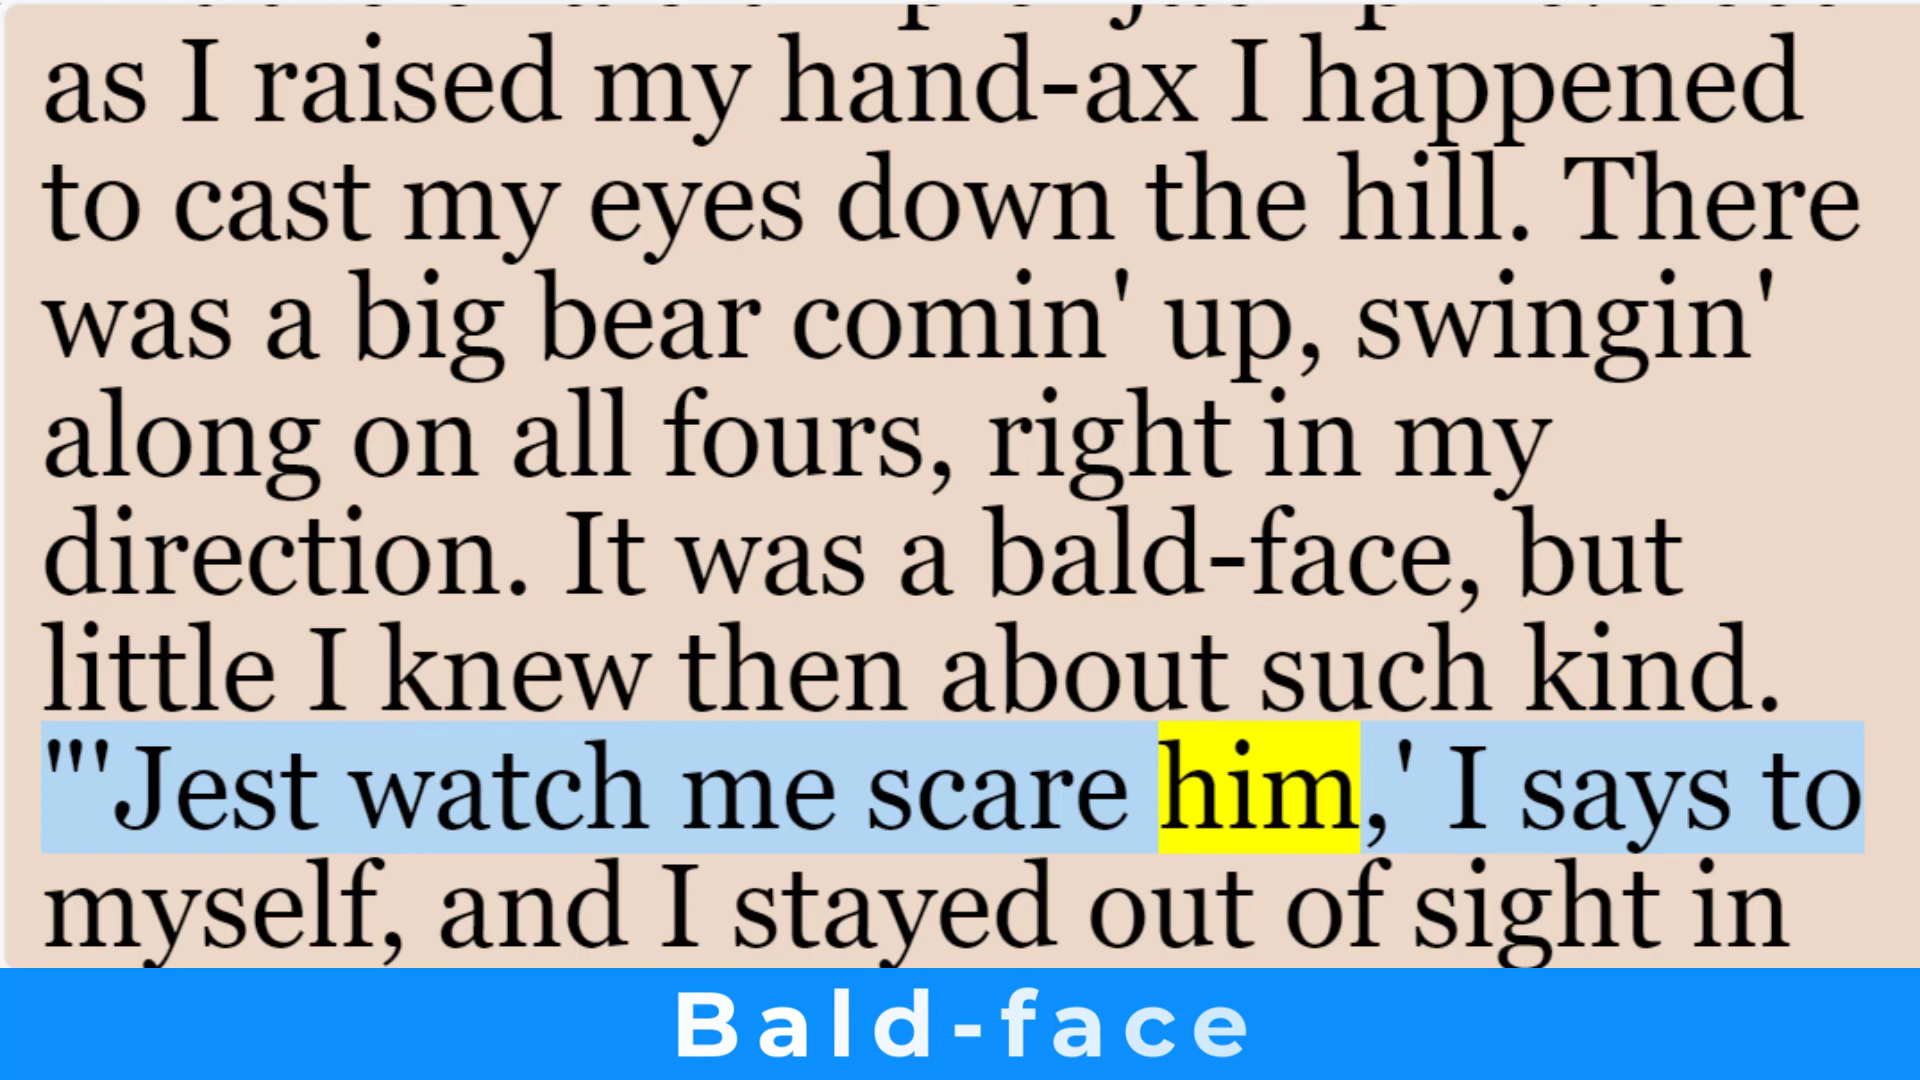 as I raised my hand-ax I happened
to cast my eyes down the hill. There
was a big bear comin' up, swingin'
along on all fours, right in my
direction. It was a bald-face, but
little I knew then about such kind.
"'"Jest watch me scare him,' I says to
myself, and I stayed out of sight in
Bald-face